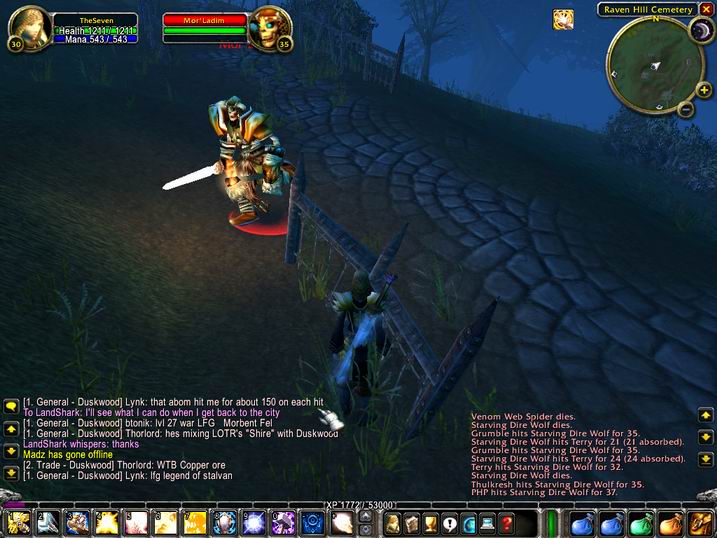 TheSeven
Health 1211 / 1211
Mana 543 / 543
30
Mor'Ladim
35
Raven Hill Cemetery
N
[1. General - Duskwood] Lynk: that abom hit me for about 150 on each hit
To LandShark: I'll see what I can do when I get back to the city
[1. General - Duskwood] btonik: lvl 27 war LFG Morbent Fel
[1. General - Duskwood] Thorlord: hes mixing LOTR's "Shire" with Duskwood
LandShark whispers: thanks
Madz has gone offline
[2. Trade - Duskwood] Thorlord: WTB Copper ore
[1. General - Duskwood] Lynk: lfg legend of stalvan
Venom Web Spider dies.
Starving Dire Wolf dies.
Grumble hits Starving Dire Wolf for 35.
Starving Dire Wolf hits Terry for 21 (21 absorbed).
Grumble hits Starving Dire Wolf for 35.
Starving Dire Wolf hits Terry for 24 (24 absorbed).
Terry hits Starving Dire Wolf for 32.
Starving Dire Wolf dies.
Thulkresh hits Starving Dire Wolf for 35.
PHP hits Starving Dire Wolf for 37.
XP 1772 / 53000